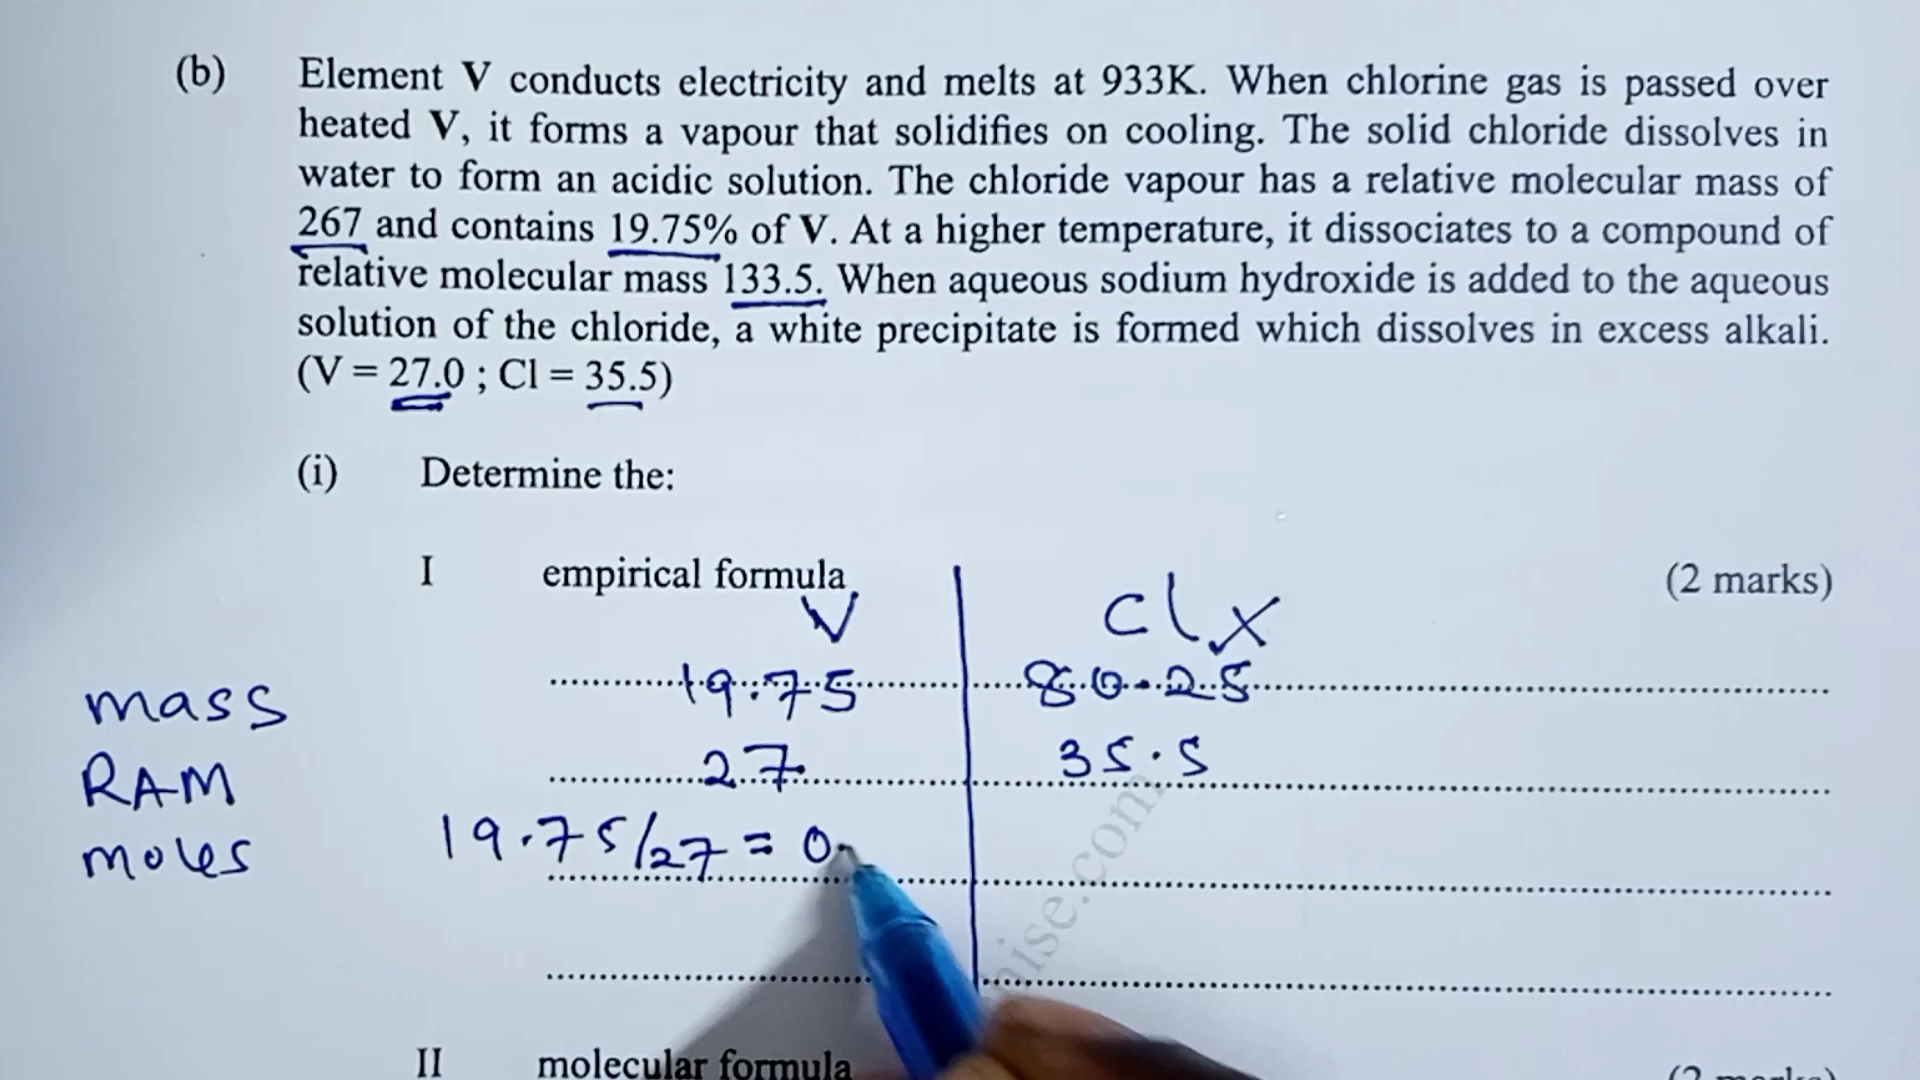 (b) Element V conducts electricity and melts at 933K. When chlorine gas is passed over
heated V, it forms a vapour that solidifies on cooling. The solid chloride dissolves in
water to form an acidic solution. The chloride vapour has a relative molecular mass of
267 and contains 19.75% of V. At a higher temperature, it dissociates to a compound of
relative molecular mass 133.5. When aqueous sodium hydroxide is added to the aqueous
solution of the chloride, a white precipitate is formed which dissolves in excess alkali.
(V = 27.0 ; Cl = 35.5)
(i) Determine the:
I empirical formula (2 marks)
V Cl x
mass 19.75 80.25
RAM 27 35.5
moles 19.75/27 = 0.
II molecular formula